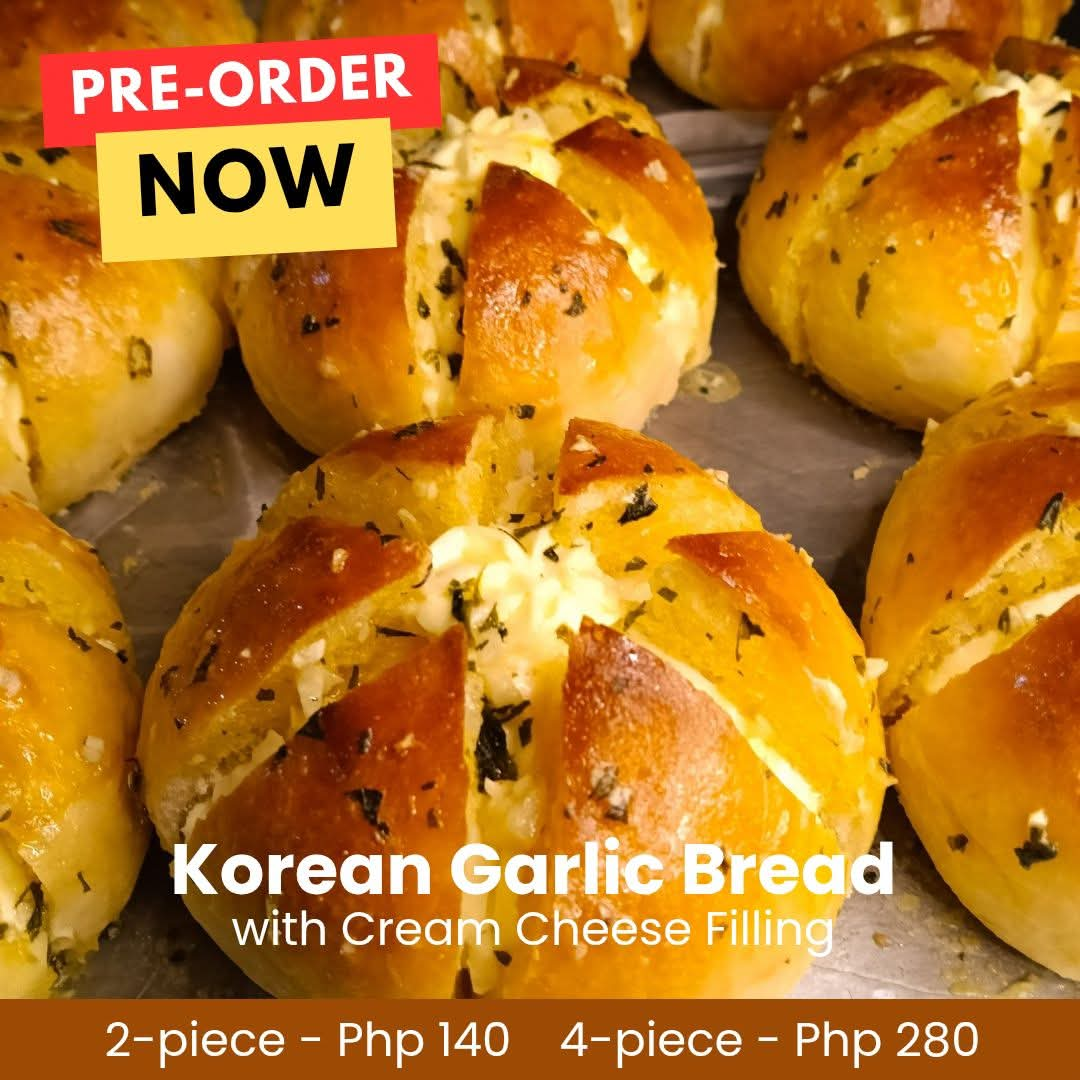 PRE-ORDER
NOW
Korean Garlic Bread
with Cream Cheese Filling
2-piece - Php 140 4-piece - Php 280